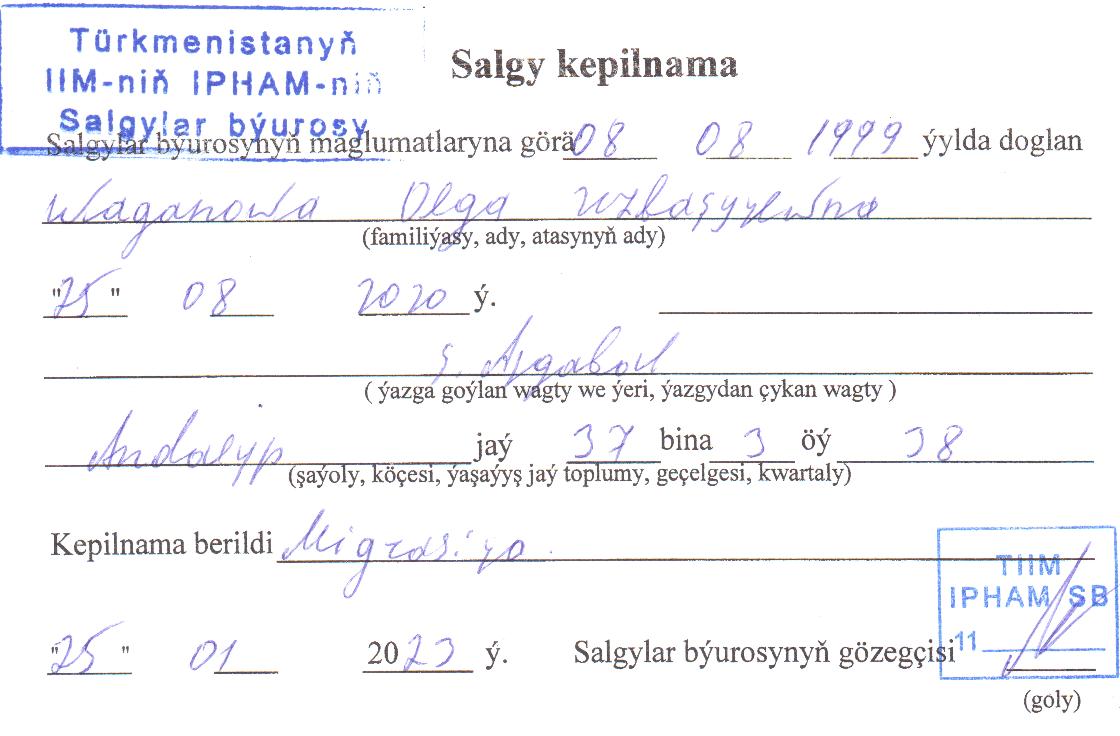 Türkmenistanyň
IIM-niň IPHAM-niň
Salgylar býurosy
Salgy kepilnama
Salgylar býurosynyň maglumatlaryna görä 08 08 1999 ýylda doglan
Waganowa Olga Uzbaşyýewna
(familiýasy, ady, atasynyň ady)
"25" 08 2020 ý.
ş. Aşgabat
( ýazga goýlan wagty we ýeri, ýazgydan çykan wagty )
Andalyp jaý 37 bina 3 öý 38
(şaýoly, köçesi, ýaşaýyş jaý toplumy, geçelgesi, kwartaly)
Kepilnama berildi Migrasiýa
"25" 01 2023 ý. Salgylar býurosynyň gözegçisi
TIIM
IPHAM SB
11
(goly)